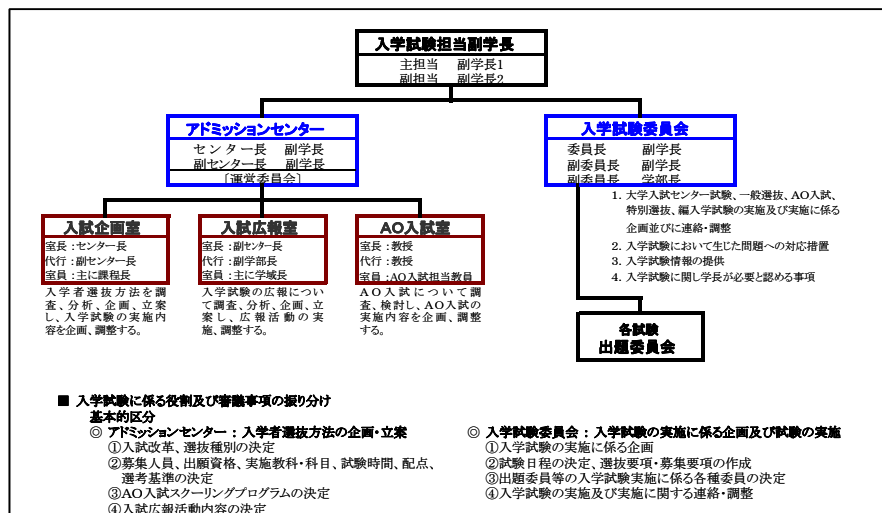 入学試験担当副学長
主担当　副学長1
副担当　副学長2
アドミッションセンター
センター長　副学長
副センター長　副学長
〔運営委員会〕
入学試験委員会
委員長　副学長
副委員長　副学長
副委員長　学部長
1. 大学入試センター試験、一般選抜、AO入試、
特別選抜、編入学試験の実施及び実施に係る
企画並びに連絡・調整
2. 入学試験において生じた問題への対応措置
3. 入学試験情報の提供
4. 入学試験に関し学長が必要と認める事項
入試企画室
室長：センター長
代行：副センター長
室員：主に課程長
入学者選抜方法を調
査、分析、企画、立案
し、入学試験の実施内
容を企画、調整する。
入試広報室
室長：副センター長
代行：副学部長
室員：主に学域長
入学試験の広報につい
て調査、分析、企画、立
案し、広報活動の実
施、調整する。
AO入試室
室長：教授
代行：教授
室員：AO入試担当教員
AO入試について調
査、検討し、AO入試の
実施内容を企画、調整
する。
各試験
出題委員会
■ 入学試験に係る役割及び審議事項の振り分け
基本的区分
◎ アドミッションセンター：入学者選抜方法の企画・立案
①入試改革、選抜種別の決定
②募集人員、出願資格、実施教科・科目、試験時間、配点、
選考基準の決定
③AO入試スクーリングプログラムの決定
④入試広報活動内容の決定
◎ 入学試験委員会：入学試験の実施に係る企画及び試験の実施
①入学試験の実施に係る企画
②試験日程の決定、選抜要項・募集要項の作成
③出題委員等の入学試験実施に係る各種委員の決定
④入学試験の実施及び実施に関する連絡・調整